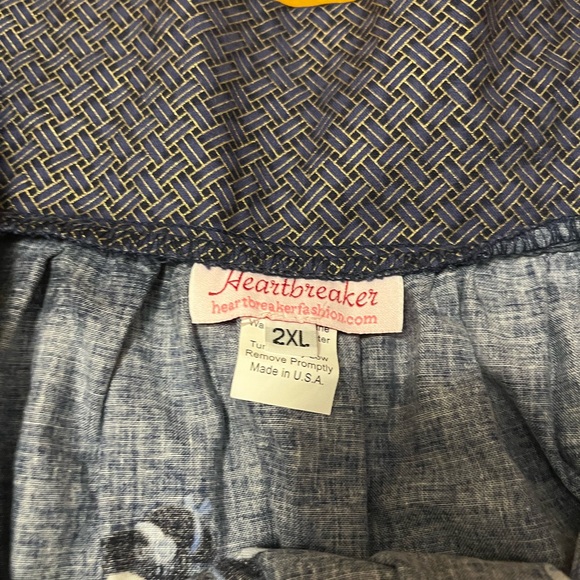 Heartbreaker
heartbreakerfashion.com
2XL
Remove Promptly
Made in U.S.A.